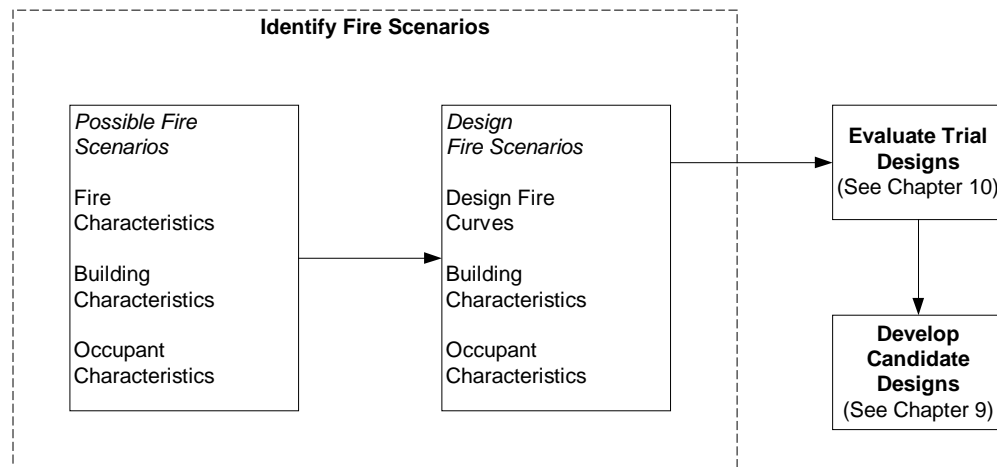 Identify Fire Scenarios
Possible Fire
Scenarios
Fire
Characteristics
Building
Characteristics
Occupant
Characteristics
Design
Fire Scenarios
Design Fire
Curves
Building
Characteristics
Occupant
Characteristics
Evaluate Trial
Designs
(See Chapter 10)
Develop
Candidate
Designs
(See Chapter 9)